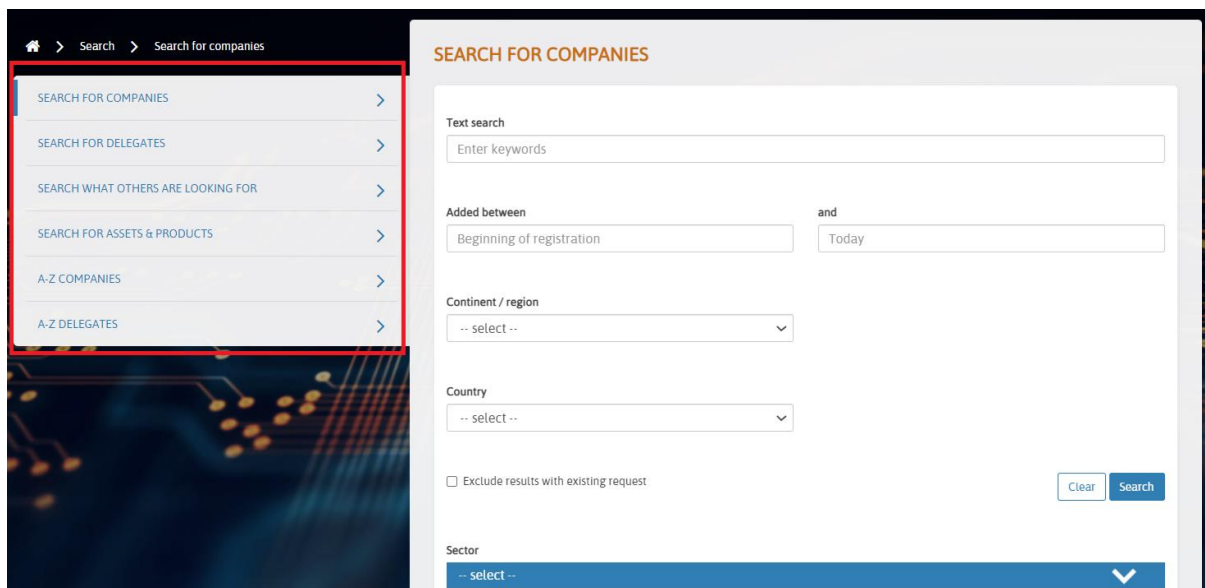 Search Search for companies
SEARCH FOR COMPANIES
SEARCH FOR DELEGATES
SEARCH WHAT OTHERS ARE LOOKING FOR
SEARCH FOR ASSETS & PRODUCTS
A-Z COMPANIES
A-Z DELEGATES
SEARCH FOR COMPANIES
Text search
Enter keywords
Added between and
Beginning of registration Today
Continent / region
-- select --
Country
-- select --
Exclude results with existing request
Clear Search
Sector
-- select --